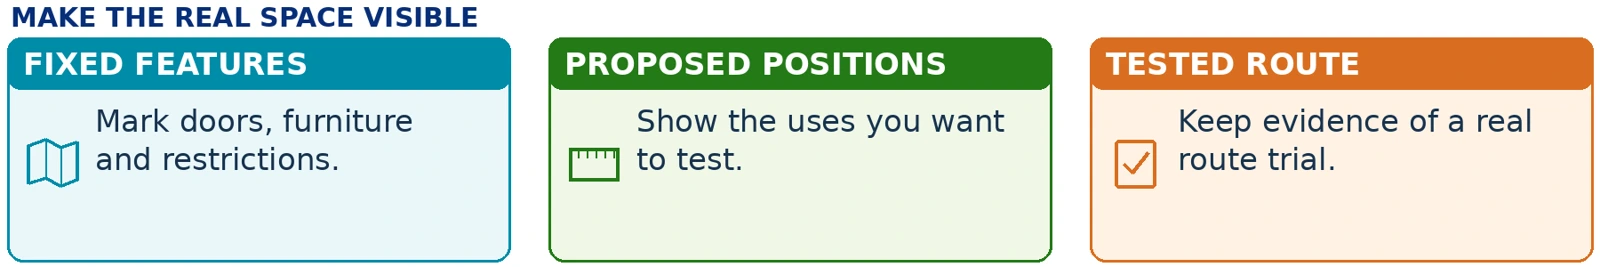 MAKE THE REAL SPACE VISIBLE
FIXED FEATURES
Mark doors, furniture
and restrictions.
PROPOSED POSITIONS
Show the uses you want
to test.
TESTED ROUTE
Keep evidence of a real
route trial.